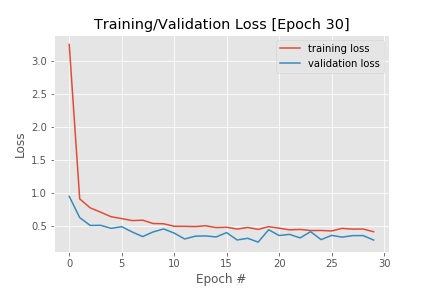 Training/Validation Loss [Epoch 30]
training loss
validation loss
3.0
2.5
2.0
1.5
1.0
0.5
Loss
0 5 10 15 20 25 30
Epoch #